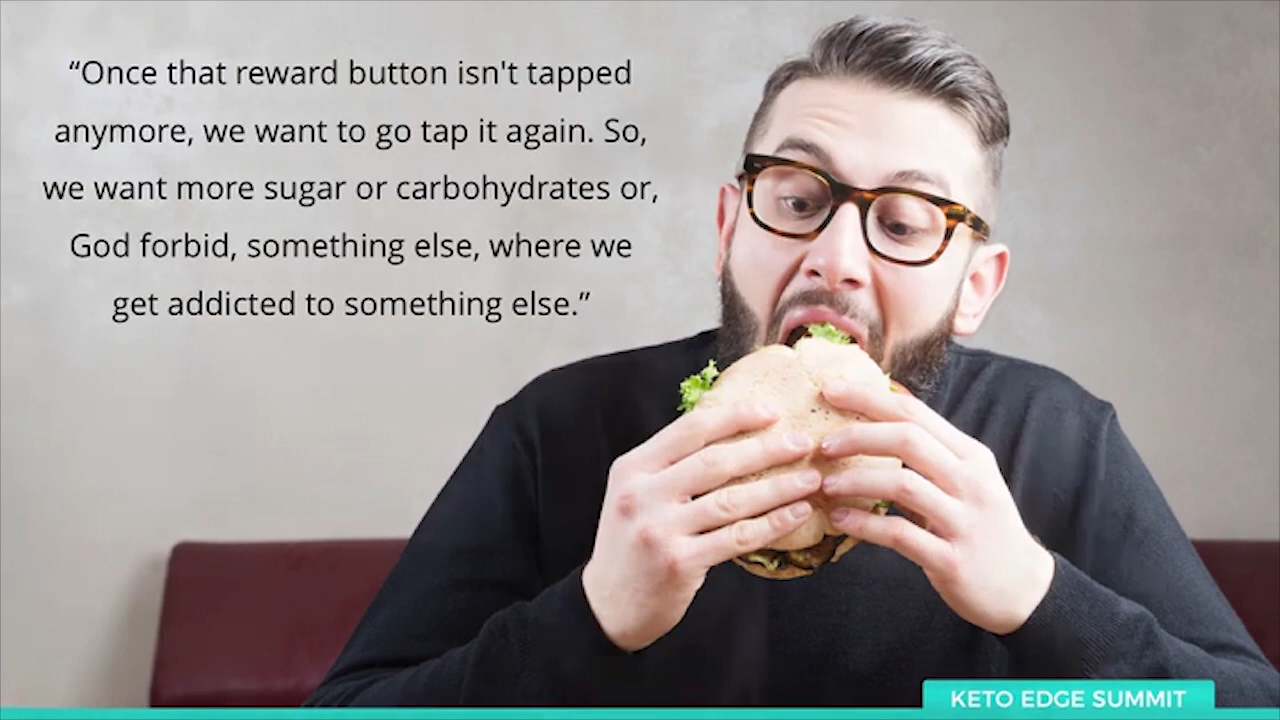 “Once that reward button isn't tapped
anymore, we want to go tap it again. So,
we want more sugar or carbohydrates or,
God forbid, something else, where we
get addicted to something else.”
KETO EDGE SUMMIT